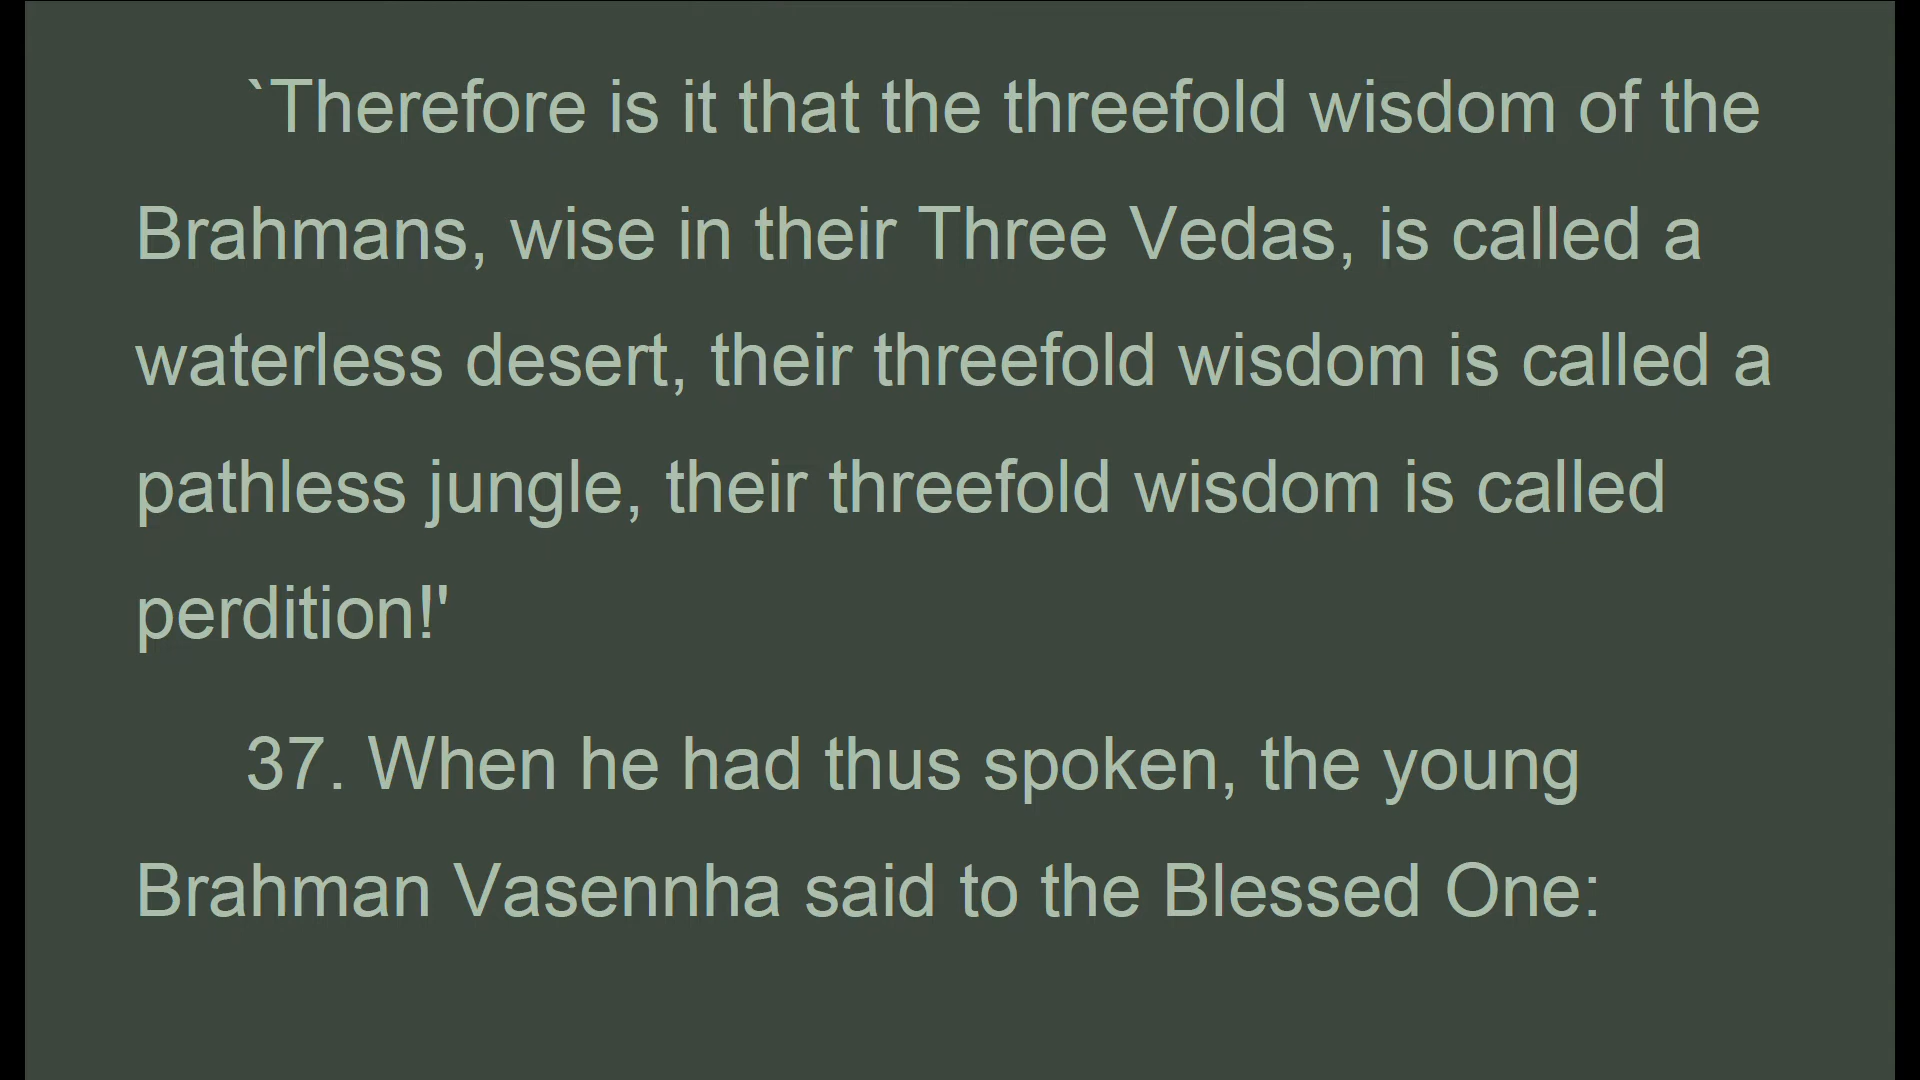 `Therefore is it that the threefold wisdom of the
Brahmans, wise in their Three Vedas, is called a
waterless desert, their threefold wisdom is called a
pathless jungle, their threefold wisdom is called
perdition!'
37. When he had thus spoken, the young
Brahman Vasennha said to the Blessed One: